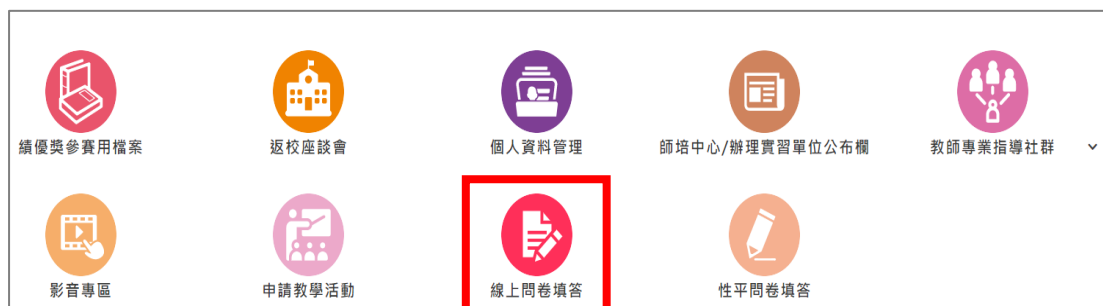 績優獎參賽用檔案
返校座談會
個人資料管理
師培中心/辦理實習單位公布欄
教師專業指導社群
影音專區
申請教學活動
線上問卷填答
性平問卷填答